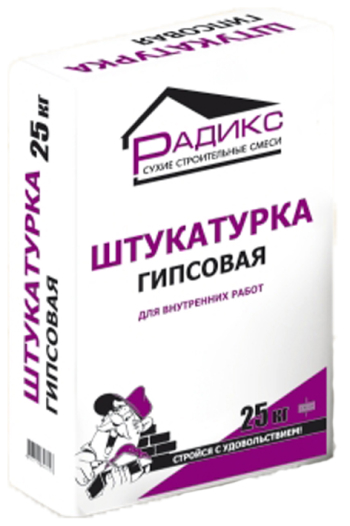 ШТУКАТУРКА
ГИПСОВАЯ
РАДИКС
СУХИЕ СТРОИТЕЛЬНЫЕ СМЕСИ
ШТУКАТУРКА
ГИПСОВАЯ
ДЛЯ ВНУТРЕННИХ РАБОТ
25 кг
СТРОЙСЯ С УДОВОЛЬСТВИЕМ!
ШТУКАТУРКА 25 кг
ГИПСОВАЯ